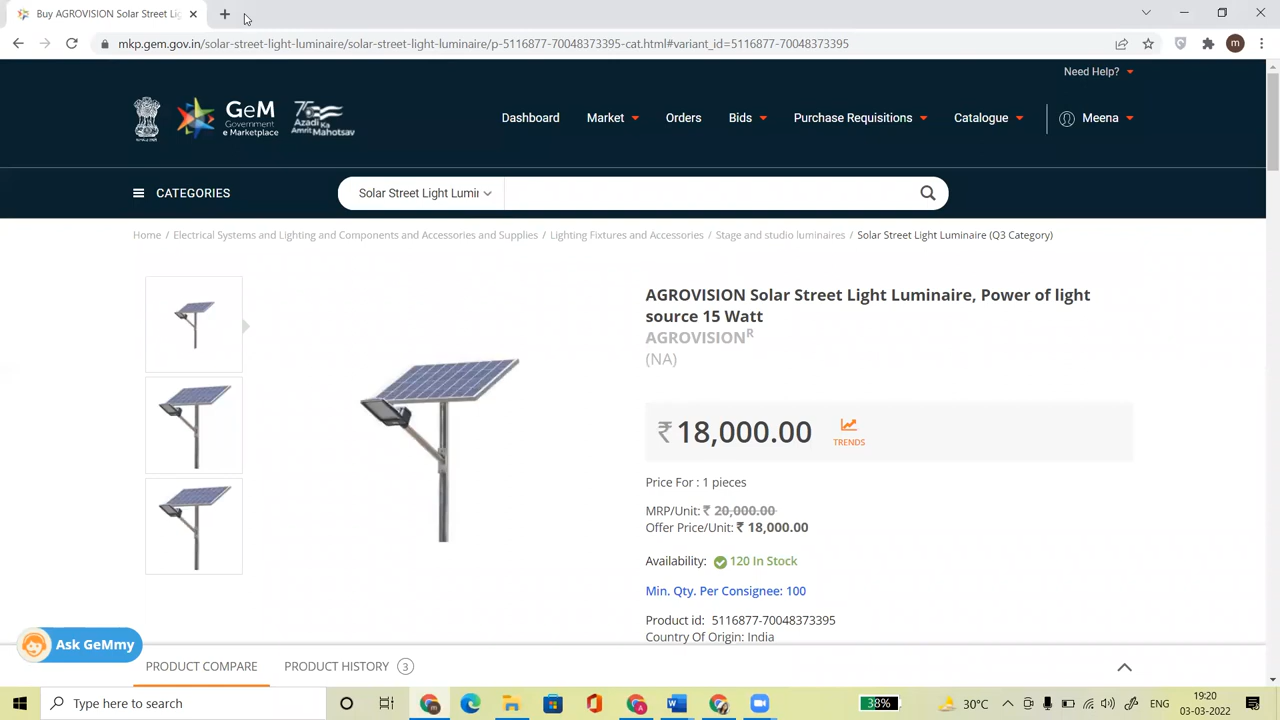 Buy AGROVISION Solar Street Lig
mkp.gem.gov.in/solar-street-light-luminaire/solar-street-light-luminaire/p-5116877-70048373395-cat.html#variant_id=5116877-70048373395
m
Need Help?
GeM
Government
e Marketplace
75
Azadi Ka
Amrit Mahotsav
Dashboard Market Orders Bids Purchase Requisitions Catalogue Meena
CATEGORIES
Solar Street Light Lumin
Home / Electrical Systems and Lighting and Components and Accessories and Supplies / Lighting Fixtures and Accessories / Stage and studio luminaires / Solar Street Light Luminaire (Q3 Category)
AGROVISION Solar Street Light Luminaire, Power of light
source 15 Watt
AGROVISION^R
(NA)
₹18,000.00
TRENDS
Price For : 1 pieces
MRP/Unit: ₹ 20,000.00
Offer Price/Unit: ₹ 18,000.00
Availability: 120 In Stock
Min. Qty. Per Consignee: 100
Product id: 5116877-70048373395
Country Of Origin: India
Ask GeMmy
PRODUCT COMPARE PRODUCT HISTORY 3
Type here to search
38%
30°C
ENG
19:20
03-03-2022